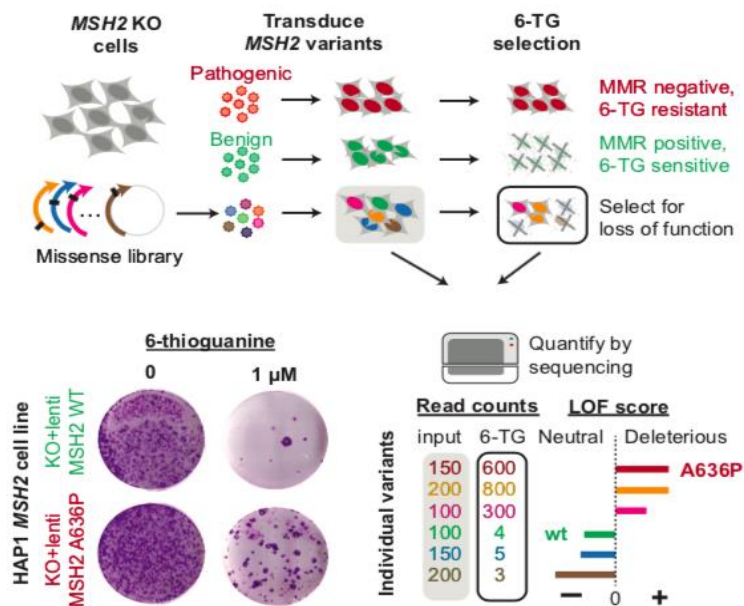 MSH2 KO
cells
Transduce
MSH2 variants
6-TG
selection
Pathogenic
MMR negative,
6-TG resistant
Benign
MMR positive,
6-TG sensitive
...
Missense library
Select for
loss of function
6-thioguanine
0
1 µM
HAP1 MSH2 cell line
KO+lenti
MSH2 WT
KO+lenti
MSH2 A636P
Quantify by
sequencing
Read counts
LOF score
input
6-TG
Neutral
Deleterious
Individual variants
150 600 A636P
200 800
100 300
100 4 wt
150 5
200 3
− 0 +